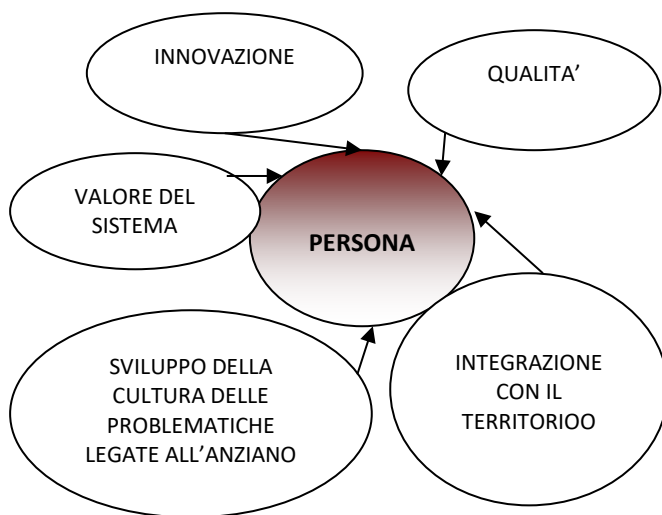 INNOVAZIONE
QUALITA’
VALORE DEL
SISTEMA
PERSONA
SVILUPPO DELLA
CULTURA DELLE
PROBLEMATICHE
LEGATE ALL’ANZIANO
INTEGRAZIONE
CON IL
TERRITORIOO